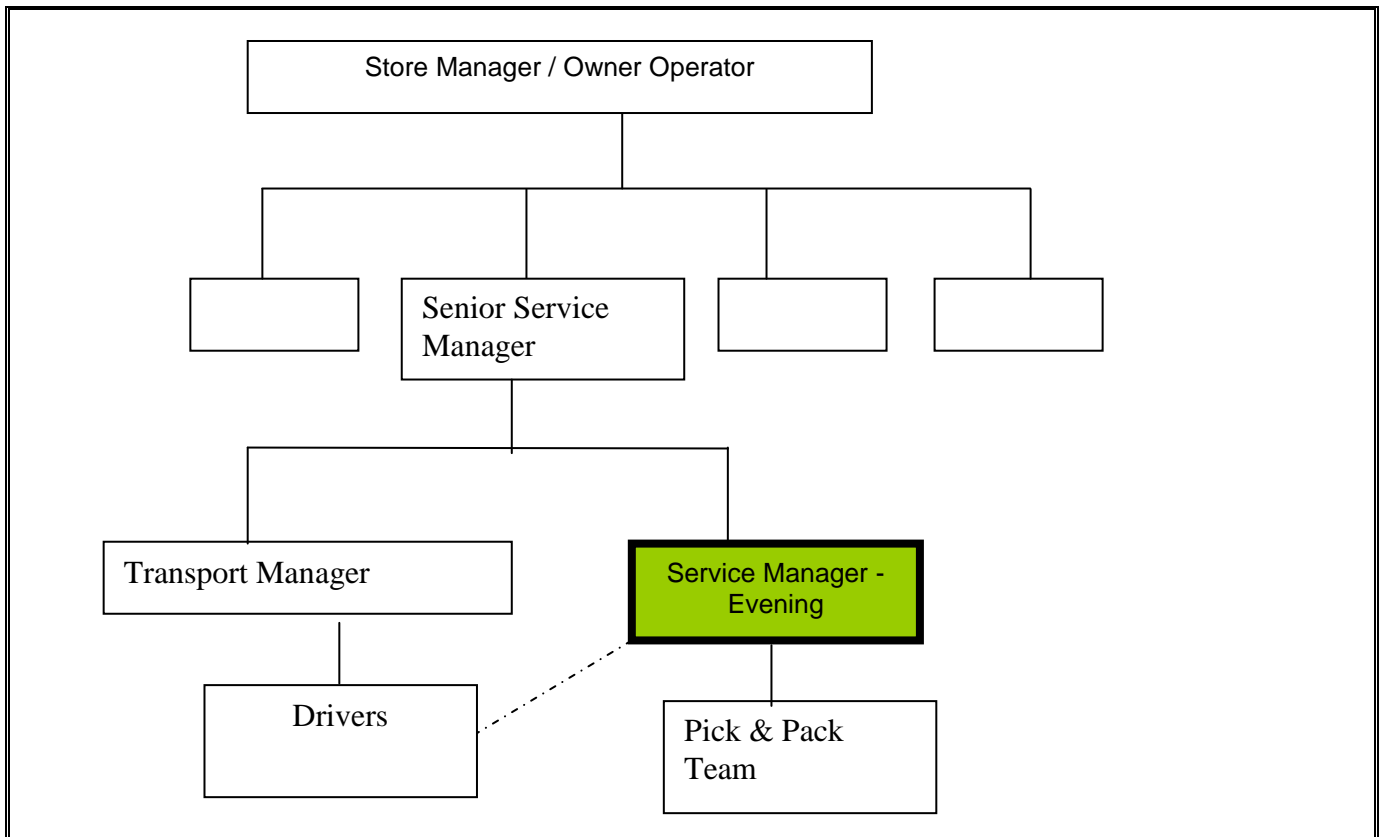 Store Manager / Owner Operator
Senior Service
Manager
Transport Manager
Service Manager -
Evening
Drivers
Pick & Pack
Team